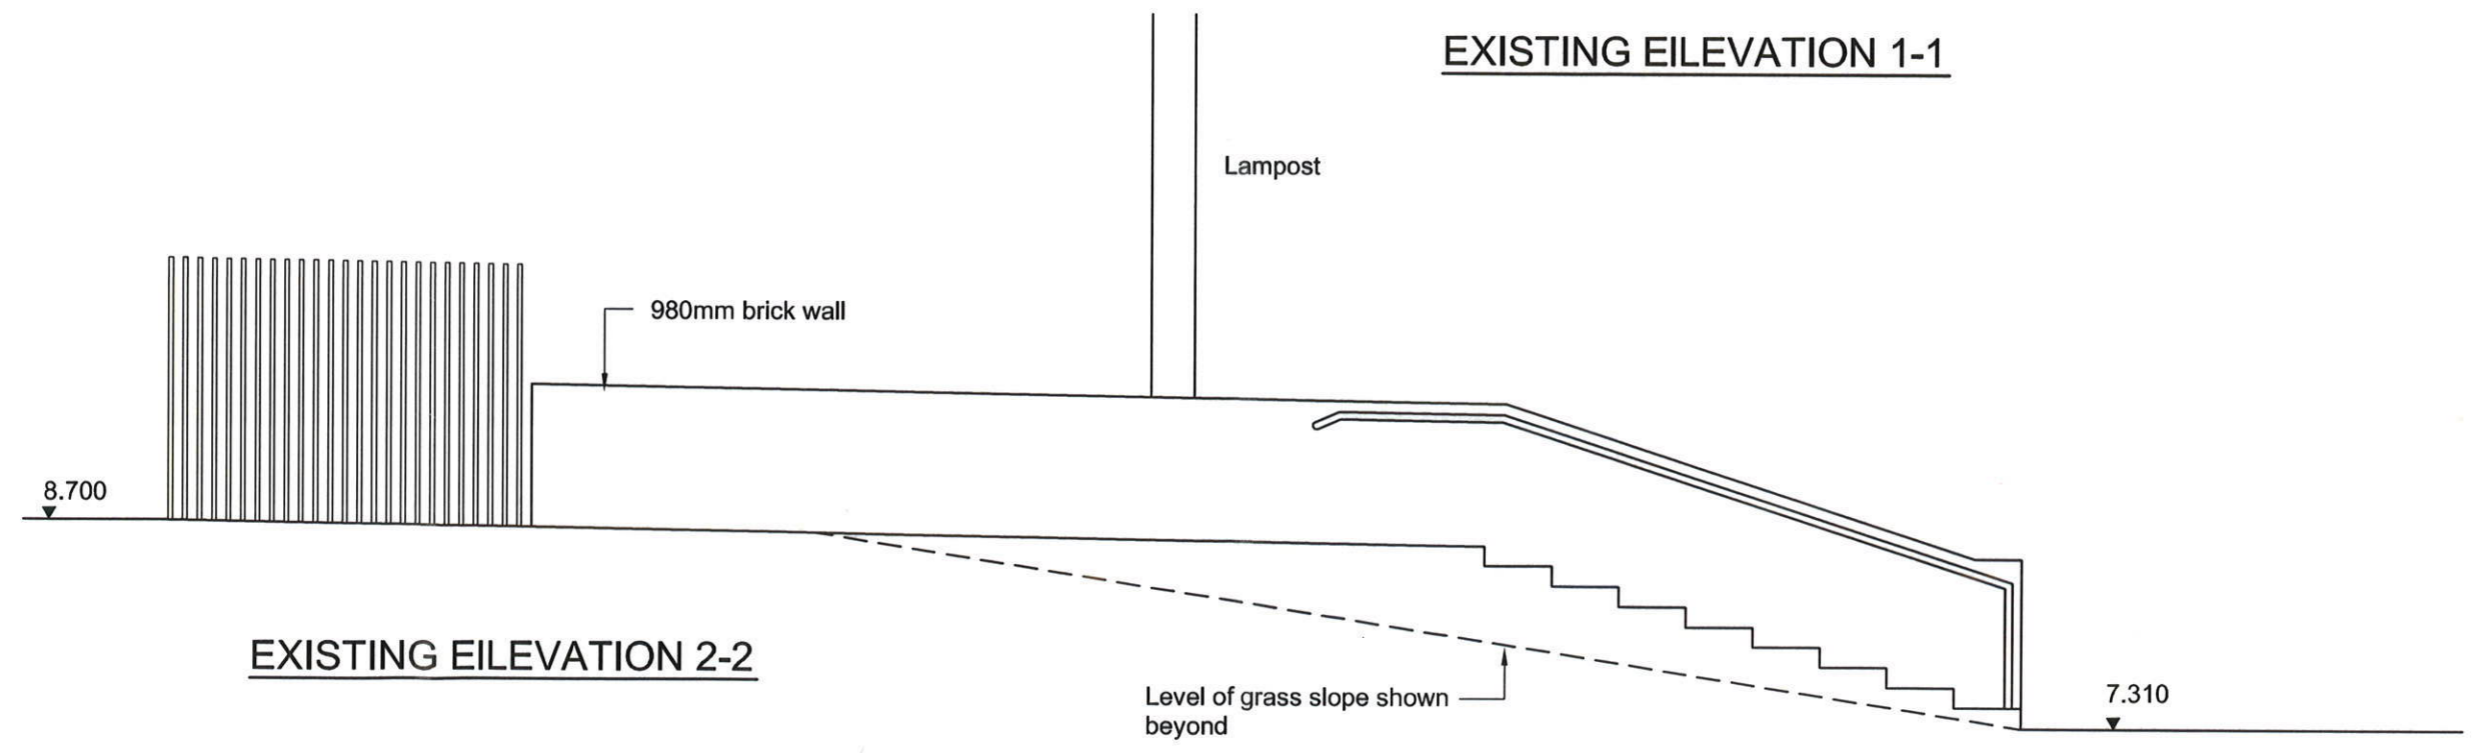 EXISTING EILEVATION 1-1
Lampost
980mm brick wall
8.700
EXISTING EILEVATION 2-2
Level of grass slope shown
beyond
7.310